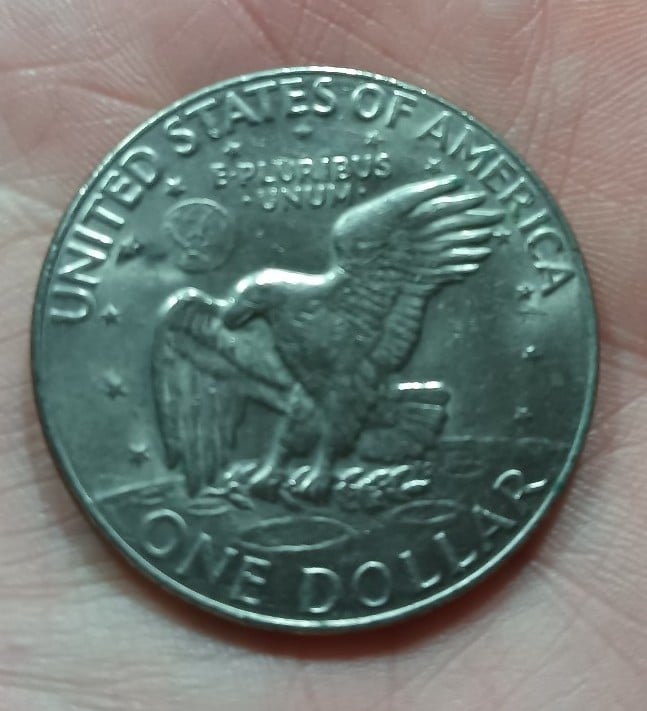 UNITED STATES OF AMERICA
E·PLURIBUS
·UNUM·
ONE DOLLAR